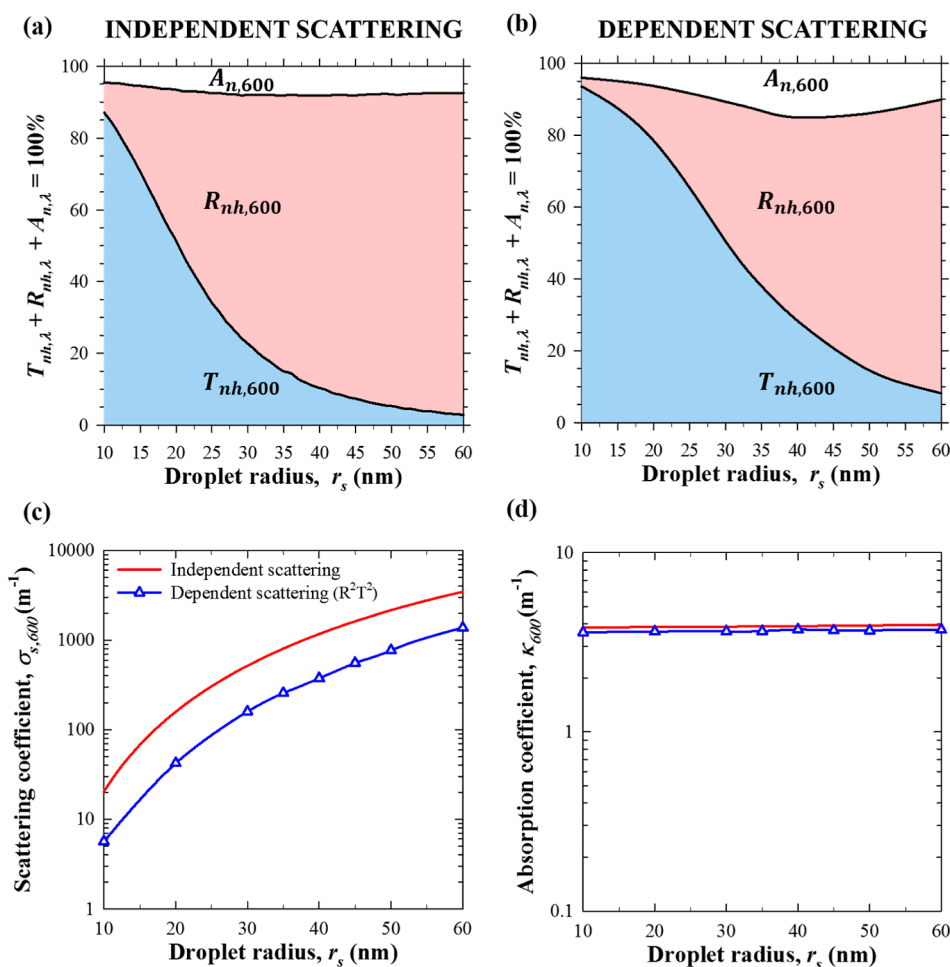 (a) INDEPENDENT SCATTERING
T_{nh,λ} + R_{nh,λ} + A_{n,λ} = 100%
100
80
60
40
20
0
A_{n,600}
R_{nh,600}
T_{nh,600}
10 15 20 25 30 35 40 45 50 55 60
Droplet radius, r_s (nm)
(b) DEPENDENT SCATTERING
T_{nh,λ} + R_{nh,λ} + A_{n,λ} = 100%
100
80
60
40
20
0
A_{n,600}
R_{nh,600}
T_{nh,600}
10 15 20 25 30 35 40 45 50 55 60
Droplet radius, r_s (nm)
(c)
Scattering coefficient, σ_{s,600} (m⁻¹)
10000
1000
100
10
1
Independent scattering
Dependent scattering (R²T²)
10 20 30 40 50 60
Droplet radius, r_s (nm)
(d)
Absorption coefficient, κ_{600} (m⁻¹)
10
1
0.1
10 15 20 25 30 35 40 45 50 55 60
Droplet radius, r_s (nm)